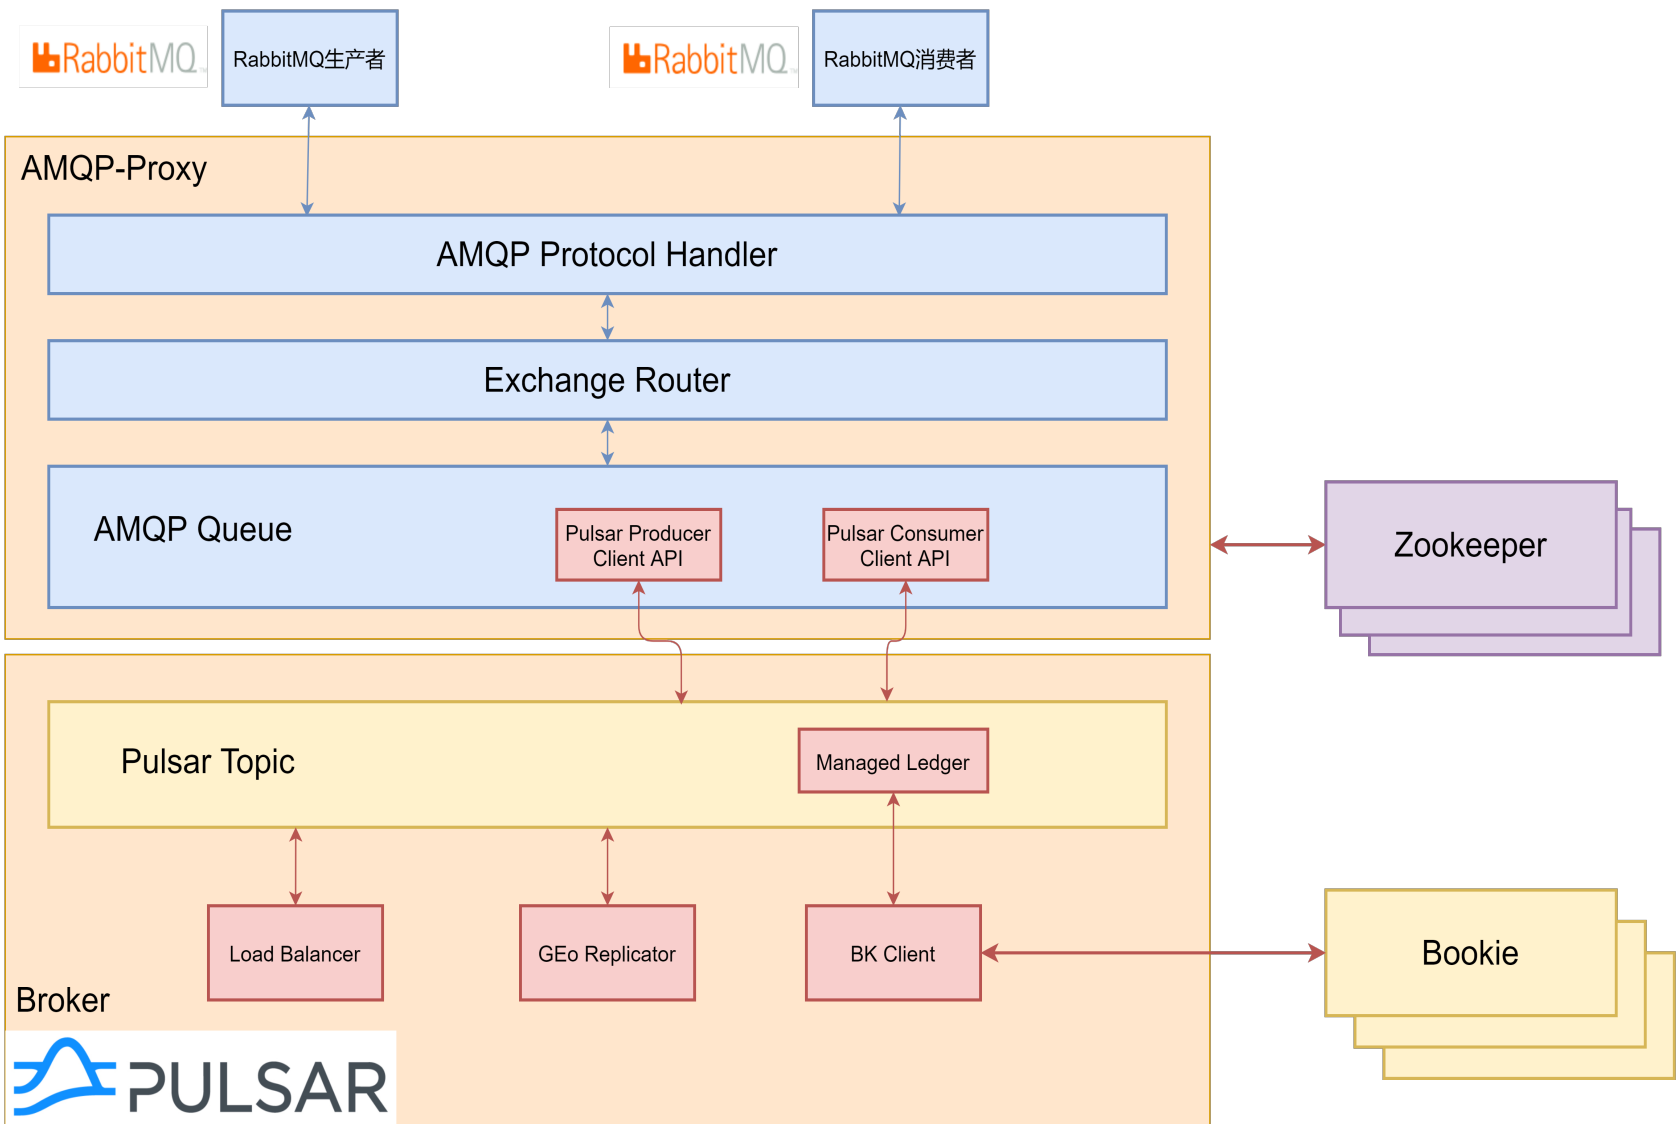 RabbitMQ™
RabbitMQ生产者
RabbitMQ™
RabbitMQ消费者
AMQP-Proxy
AMQP Protocol Handler
Exchange Router
AMQP Queue
Pulsar Producer
Client API
Pulsar Consumer
Client API
Zookeeper
Pulsar Topic
Managed Ledger
Load Balancer
GEo Replicator
BK Client
Bookie
Broker
PULSAR